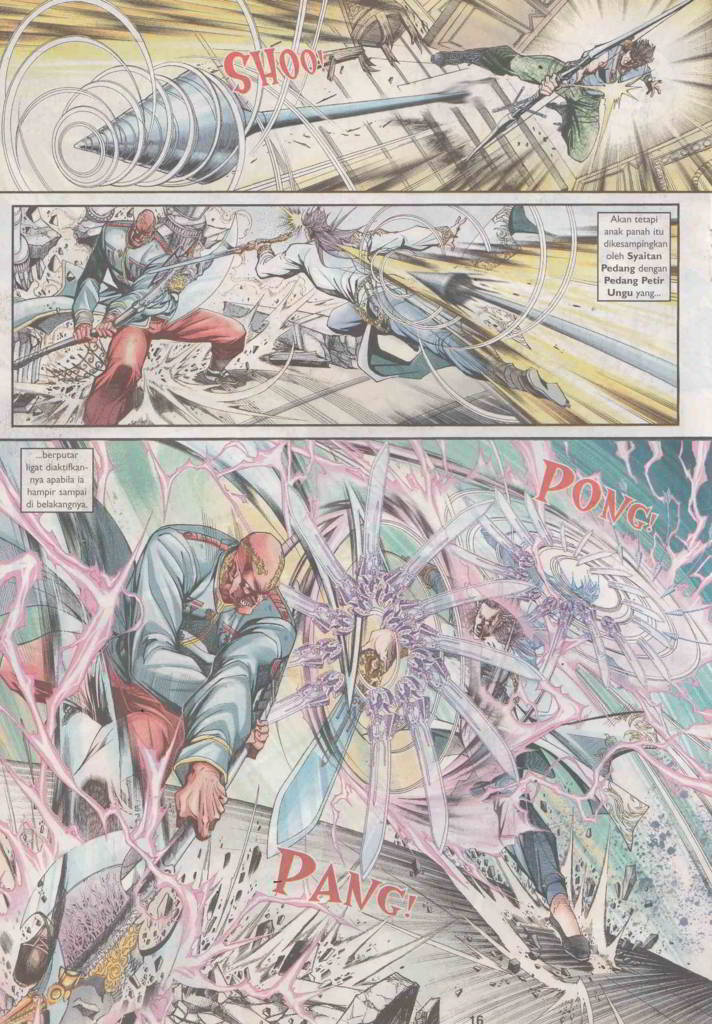 SHOO!
Akan tetapi
anak panah itu
dikesampingkan
oleh Syaitan
Pedang dengan
Pedang Petir
Ungu yang...
...berputar
ligat diaktifkan-
nya apabila ia
hampir sampai
di belakangnya.
PONG!
PANG!
16